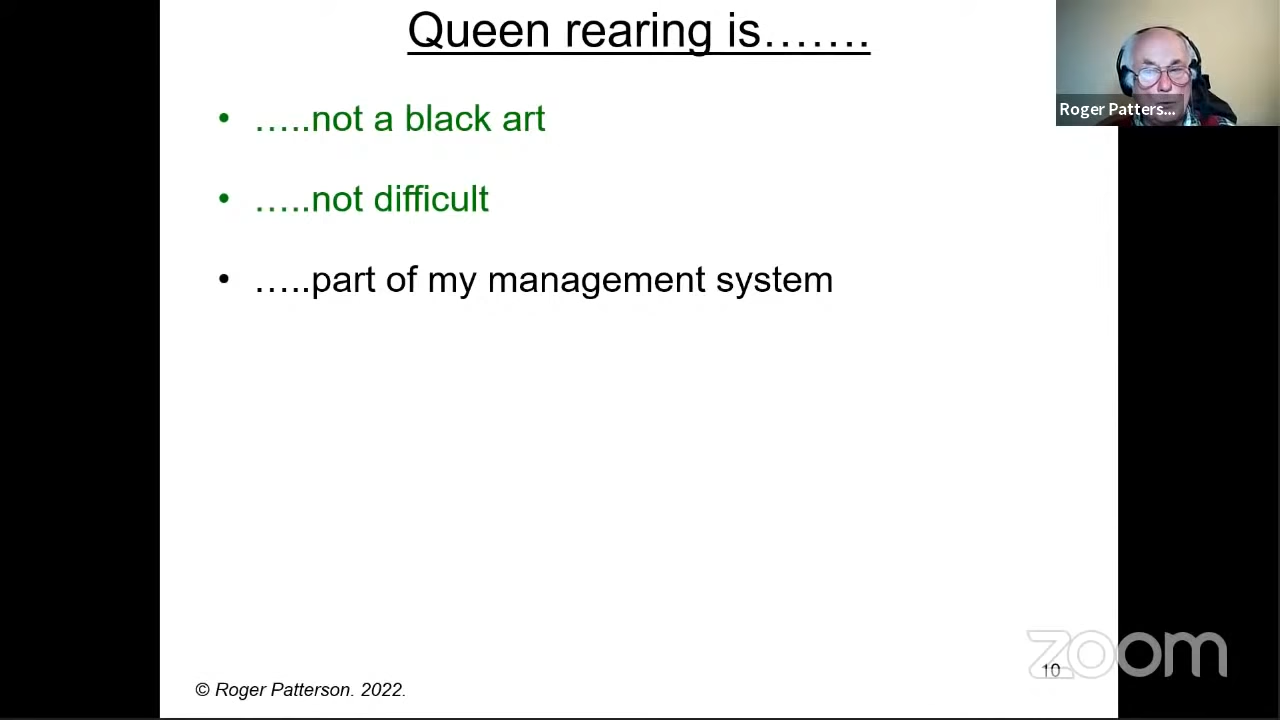 Queen rearing is…….
• …..not a black art
• …..not difficult
• …..part of my management system
Roger Patters...
© Roger Patterson. 2022.
10
zoom